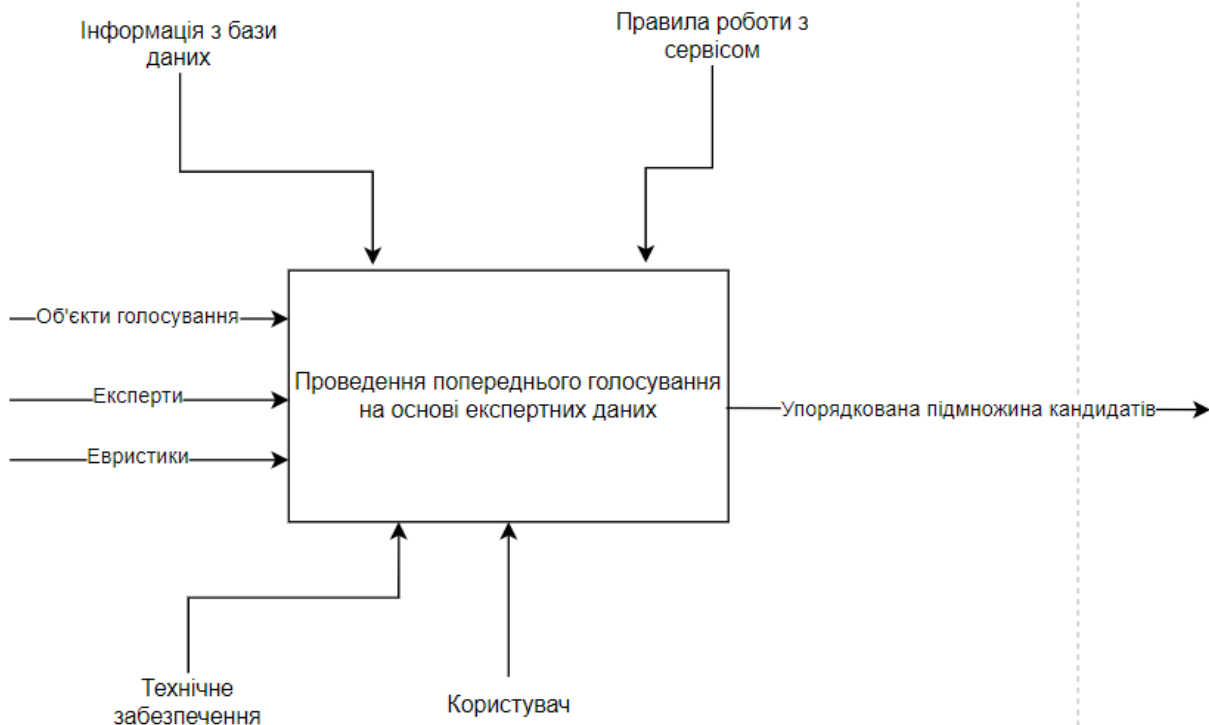 Інформація з бази
даних
Правила роботи з
сервісом
Об'єкти голосування
Експерти
Евристики
Проведення попереднього голосування
на основі експертних даних
Упорядкована підмножина кандидатів
Технічне
забезпечення
Користувач